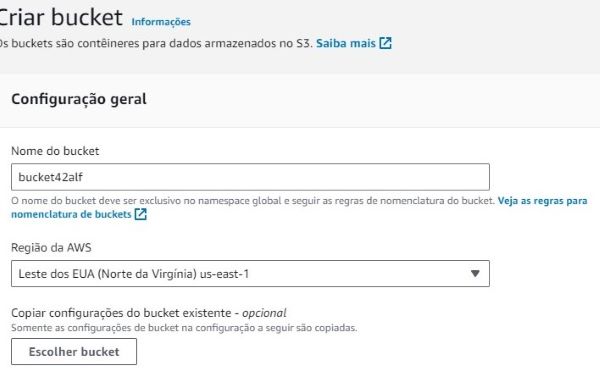 Criar bucket Informações
Os buckets são contêineres para dados armazenados no S3. Saiba mais
Configuração geral
Nome do bucket
bucket42alf
O nome do bucket deve ser exclusivo no namespace global e seguir as regras de nomenclatura do bucket. Veja as regras para
nomenclatura de buckets
Região da AWS
Leste dos EUA (Norte da Virgínia) us-east-1
Copiar configurações do bucket existente - opcional
Somente as configurações de bucket na configuração a seguir são copiadas.
Escolher bucket